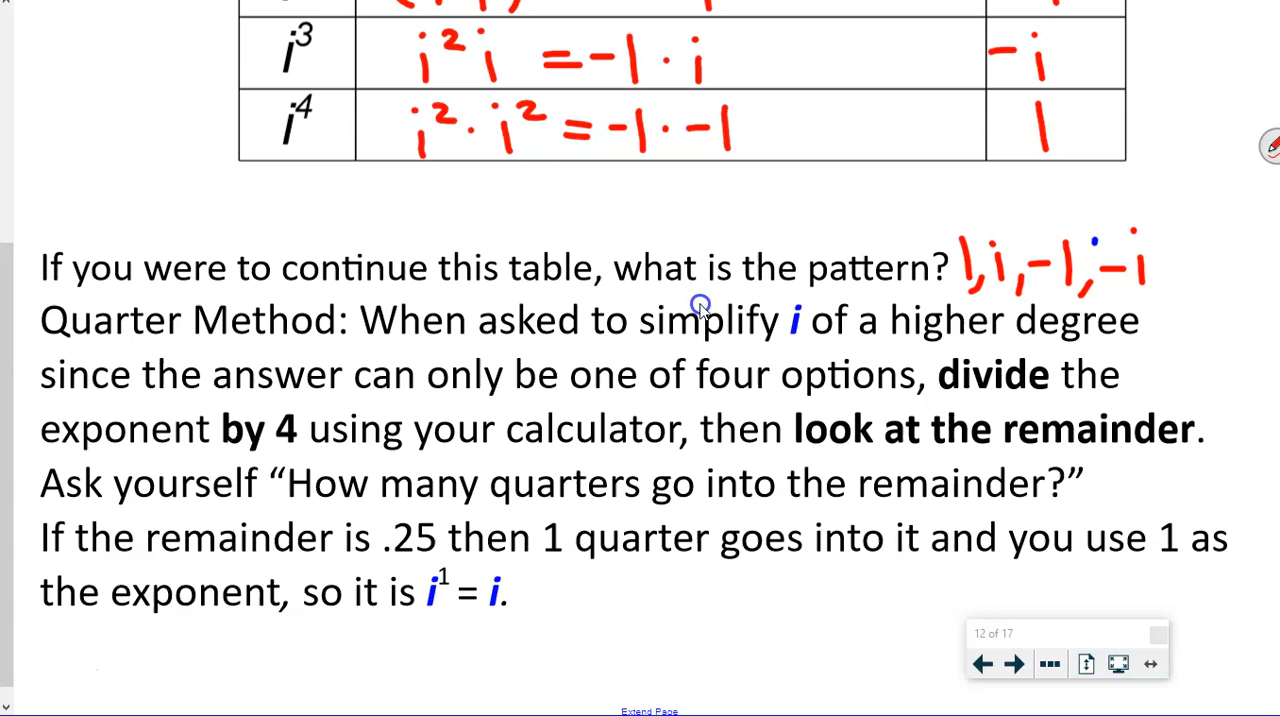 i³ i² i = -1 · i - i
i⁴ i² · i² = -1 · -1 1
If you were to continue this table, what is the pattern? 1, i, -1, -i
Quarter Method: When asked to simplify i of a higher degree
since the answer can only be one of four options, divide the
exponent by 4 using your calculator, then look at the remainder.
Ask yourself “How many quarters go into the remainder?”
If the remainder is .25 then 1 quarter goes into it and you use 1 as
the exponent, so it is i¹ = i.
12 of 17
Extend Page